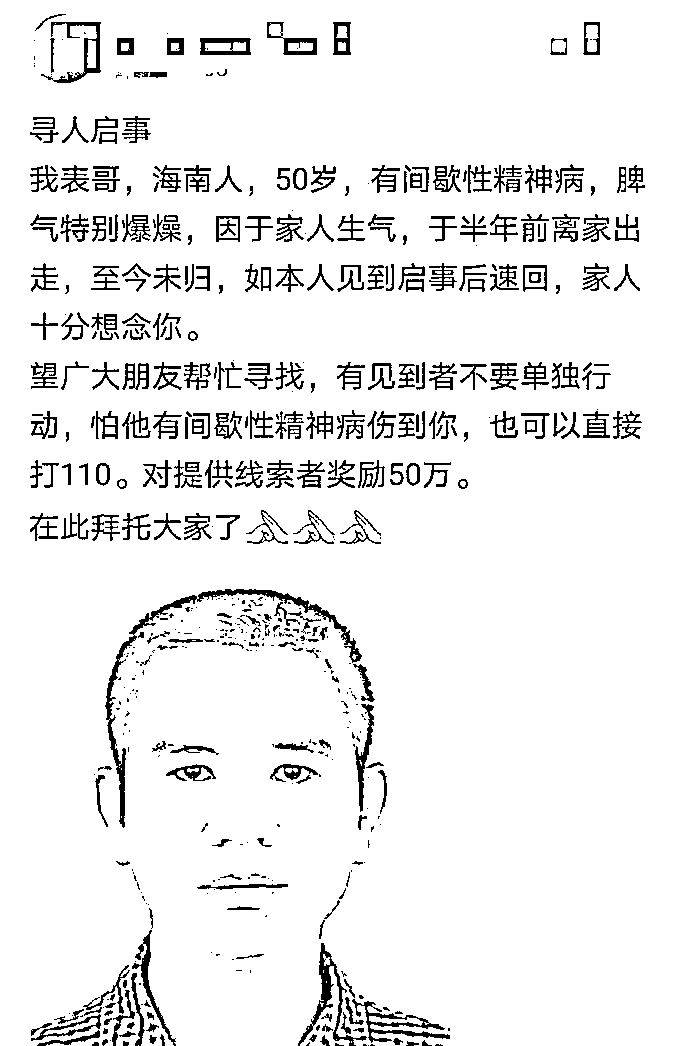 寻人启事
我表哥，海南人，50岁，有间歇性精神病，脾
气特别爆燥，因于家人生气，于半年前离家出
走，至今未归，如本人见到启事后速回，家人
十分想念你。
望广大朋友帮忙寻找，有见到者不要单独行
动，怕他有间歇性精神病伤到你，也可以直接
打110。对提供线索者奖励50万。
在此拜托大家了